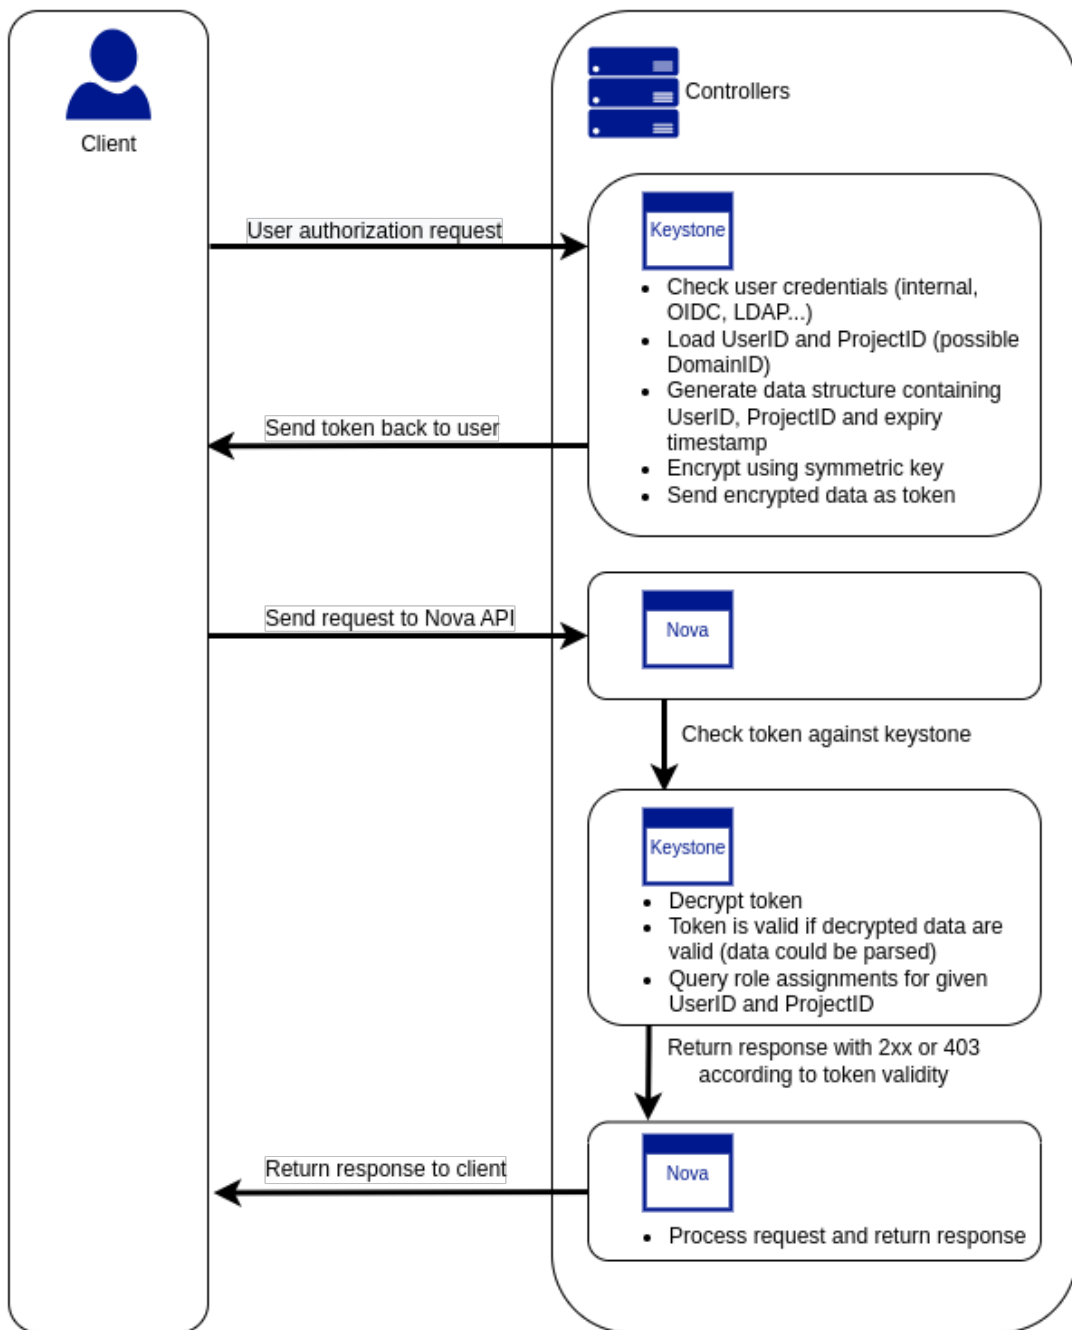 Client
Controllers
User authorization request
Keystone
• Check user credentials (internal,
OIDC, LDAP...)
• Load UserID and ProjectID (possible
DomainID)
• Generate data structure containing
UserID, ProjectID and expiry
timestamp
• Encrypt using symmetric key
• Send encrypted data as token
Send token back to user
Send request to Nova API
Nova
Check token against keystone
Keystone
• Decrypt token
• Token is valid if decrypted data are
valid (data could be parsed)
• Query role assignments for given
UserID and ProjectID
Return response with 2xx or 403
according to token validity
Nova
• Process request and return response
Return response to client